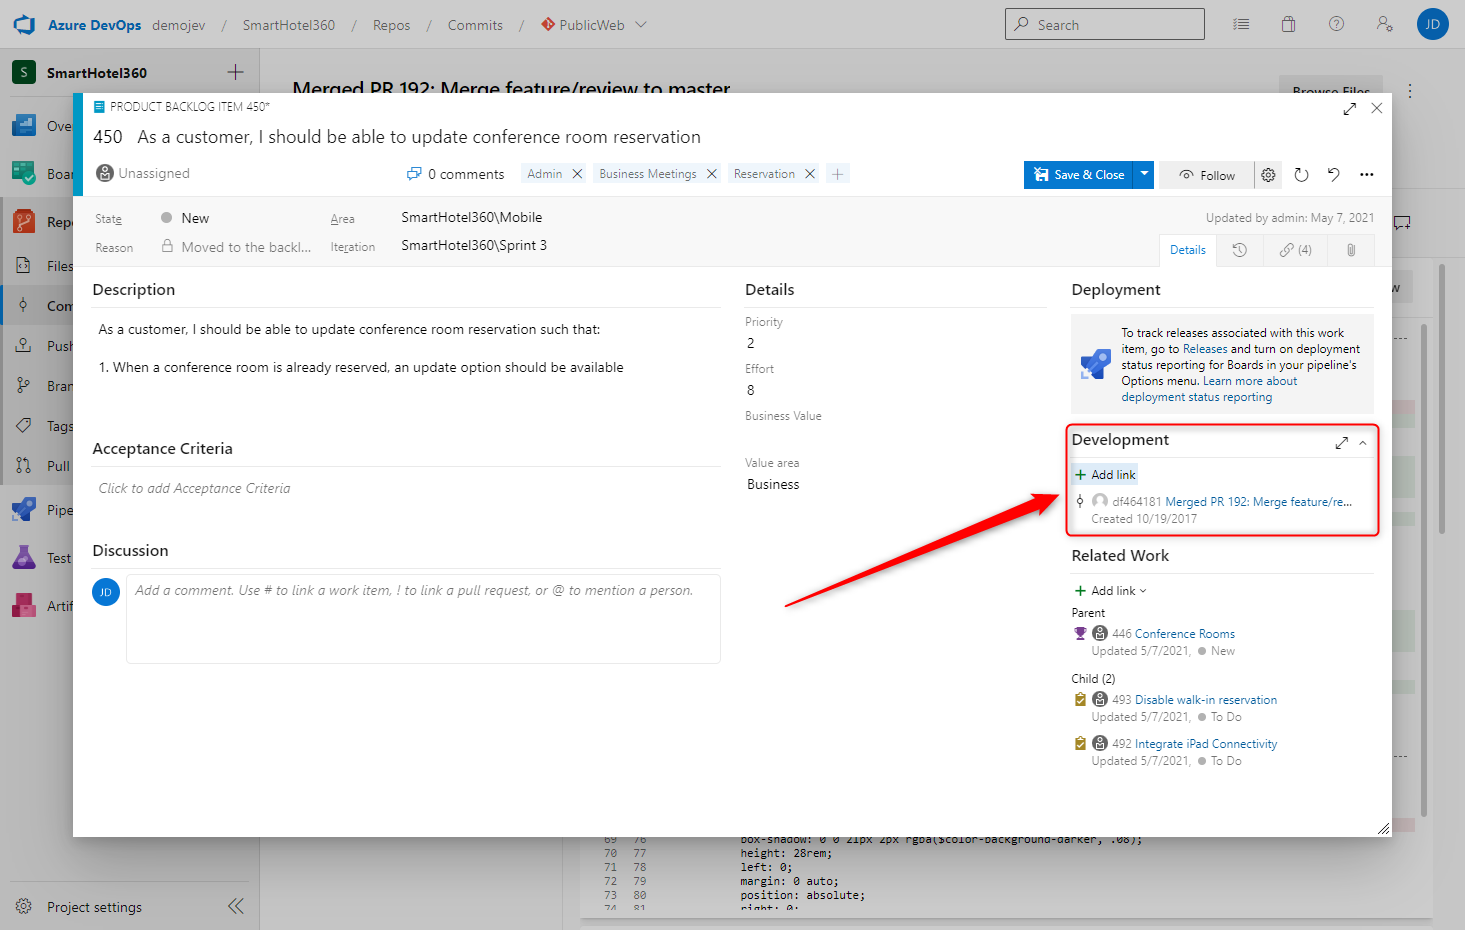 Azure DevOps demojev / SmartHotel360 / Repos / Commits / PublicWeb
Search
JD
S SmartHotel360
Merged PR 192: Merge feature/review to master
Browse Files
PRODUCT BACKLOG ITEM 450*
450 As a customer, I should be able to update conference room reservation
Unassigned
0 comments
Admin
Business Meetings
Reservation
Save & Close
Follow
State New
Area SmartHotel360\Mobile
Updated by admin: May 7, 2021
Reason Moved to the backl...
Iteration SmartHotel360\Sprint 3
Details
(4)
Description
As a customer, I should be able to update conference room reservation such that:
1. When a conference room is already reserved, an update option should be available
Acceptance Criteria
Click to add Acceptance Criteria
Discussion
JD
Add a comment. Use # to link a work item, ! to link a pull request, or @ to mention a person.
Details
Priority
2
Effort
8
Business Value
Value area
Business
Deployment
To track releases associated with this work
item, go to Releases and turn on deployment
status reporting for Boards in your pipeline's
Options menu. Learn more about
deployment status reporting
Development
Add link
df464181 Merged PR 192: Merge feature/re...
Created 10/19/2017
Related Work
Add link
Parent
446 Conference Rooms
Updated 5/7/2021, New
Child (2)
493 Disable walk-in reservation
Updated 5/7/2021, To Do
492 Integrate iPad Connectivity
Updated 5/7/2021, To Do
Ove
Boa
Rep
Files
Com
Push
Bran
Tags
Pull
Pipe
Test
Artif
69 76 box-shadow: 0 0 21px 2px rgba($color-background-darker, .08);
70 77 height: 28rem;
71 78 left: 0;
72 79 margin: 0 auto;
73 80 position: absolute;
74 81 right: 0;
Project settings